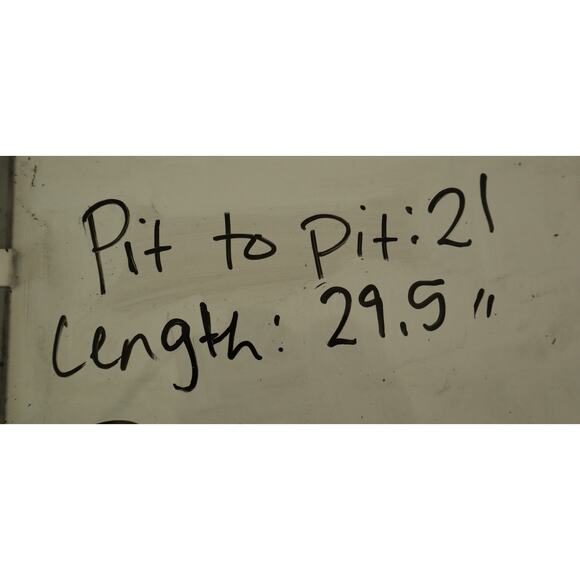 Pit to pit: 21
Length: 29.5"